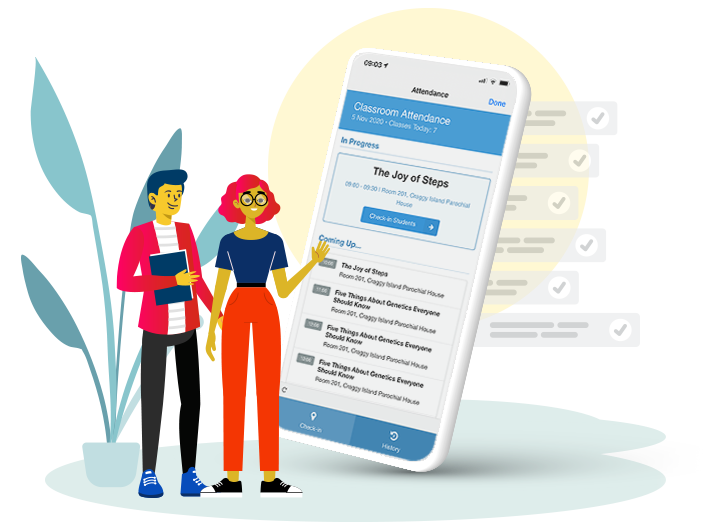 09:03
Attendance
Done
Classroom Attendance
5 Nov 2020 • Classes Today: 7
In Progress
The Joy of Steps
09:00 - 09:30 | Room 201, Craggy Island Parochial
House
Check-in Students
Coming Up...
The Joy of Steps
Room 201, Craggy Island Parochial House
Five Things About Genetics Everyone
Should Know
Room 201, Craggy Island Parochial House
Five Things About Genetics Everyone
Should Know
Room 201, Craggy Island Parochial House
Five Things About Genetics Everyone
Should Know
Room 201, Craggy Island Parochial House
Check-in
History